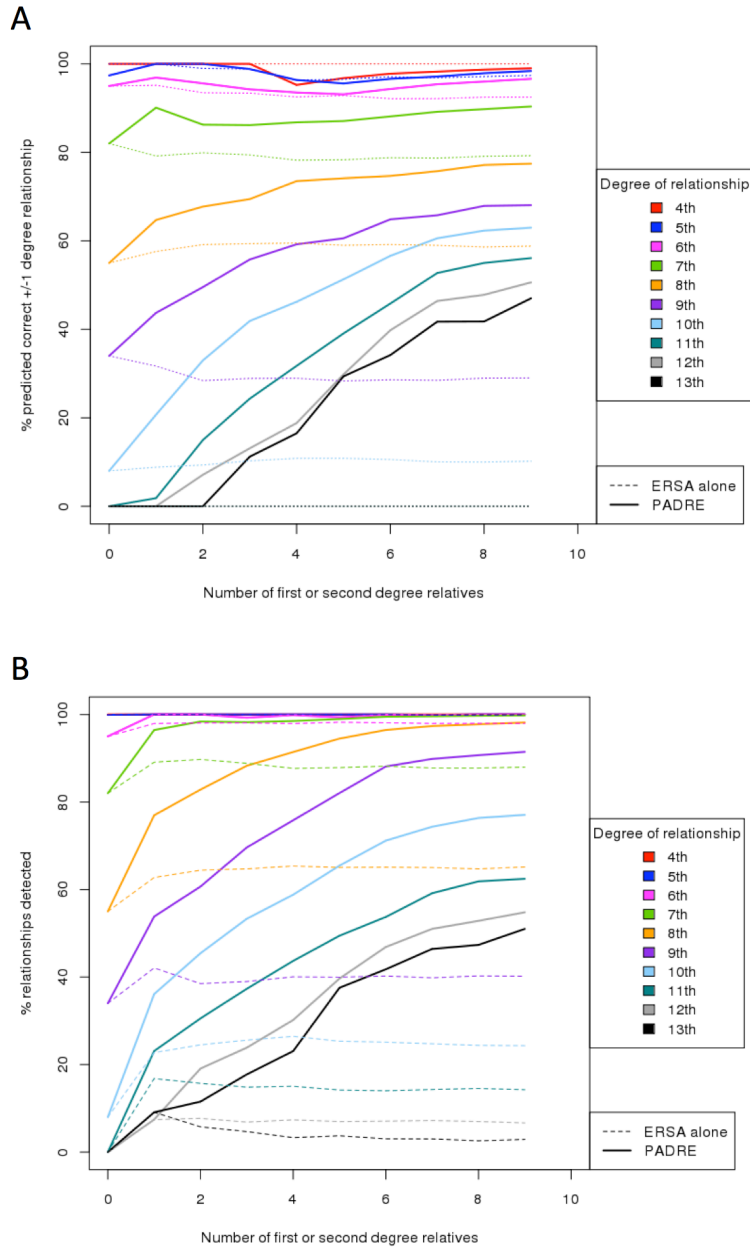 A
% predicted correct +/-1 degree relationship
100
80
60
40
20
0
0 2 4 6 8 10
Number of first or second degree relatives
Degree of relationship
4th
5th
6th
7th
8th
9th
10th
11th
12th
13th
ERSA alone
PADRE
B
% relationships detected
100
80
60
40
20
0
0 2 4 6 8 10
Number of first or second degree relatives
Degree of relationship
4th
5th
6th
7th
8th
9th
10th
11th
12th
13th
ERSA alone
PADRE